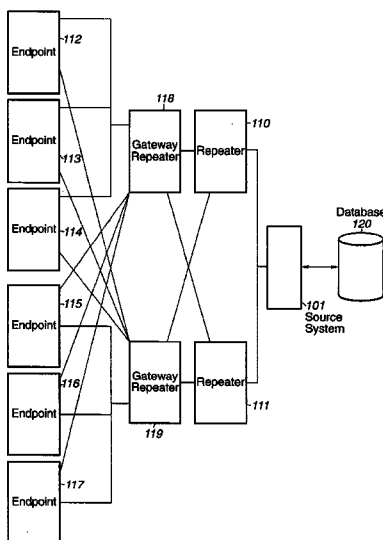 112
Endpoint
113
Endpoint
114
Endpoint
115
Endpoint
116
Endpoint
117
Endpoint
118
Gateway
Repeater
110
Repeater
Gateway
Repeater
119
Repeater
111
101
Source
System
Database
120